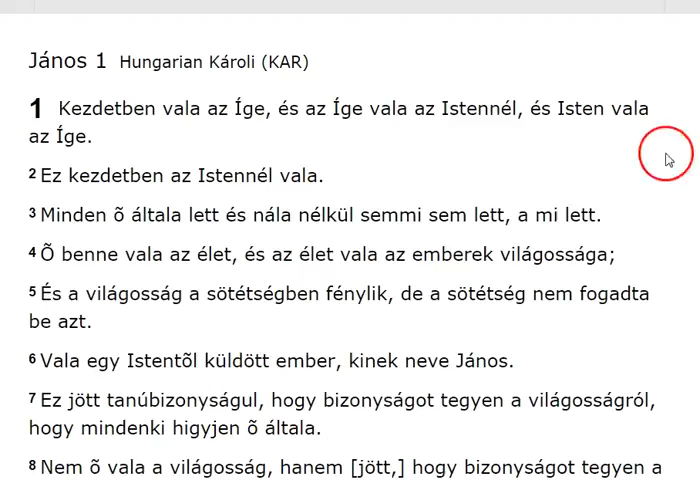 János 1 Hungarian Károli (KAR)
1 Kezdetben vala az Íge, és az Íge vala az Istennél, és Isten vala
az Íge.
2 Ez kezdetben az Istennél vala.
3 Minden õ általa lett és nála nélkül semmi sem lett, a mi lett.
4 Õ benne vala az élet, és az élet vala az emberek világossága;
5 És a világosság a sötétségben fénylik, de a sötétség nem fogadta
be azt.
6 Vala egy Istentõl küldött ember, kinek neve János.
7 Ez jött tanúbizonyságul, hogy bizonyságot tegyen a világosságról,
hogy mindenki higyjen õ általa.
8 Nem õ vala a világosság, hanem [jött,] hogy bizonyságot tegyen a